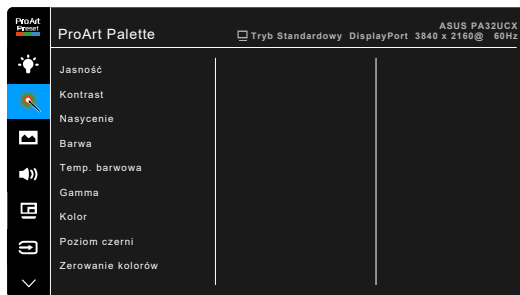 ProArt
Preset
ProArt Palette
ASUS PA32UCX
Tryb Standardowy DisplayPort 3840 x 2160@ 60Hz
Jasność
Kontrast
Nasycenie
Barwa
Temp. barwowa
Gamma
Kolor
Poziom czerni
Zerowanie kolorów